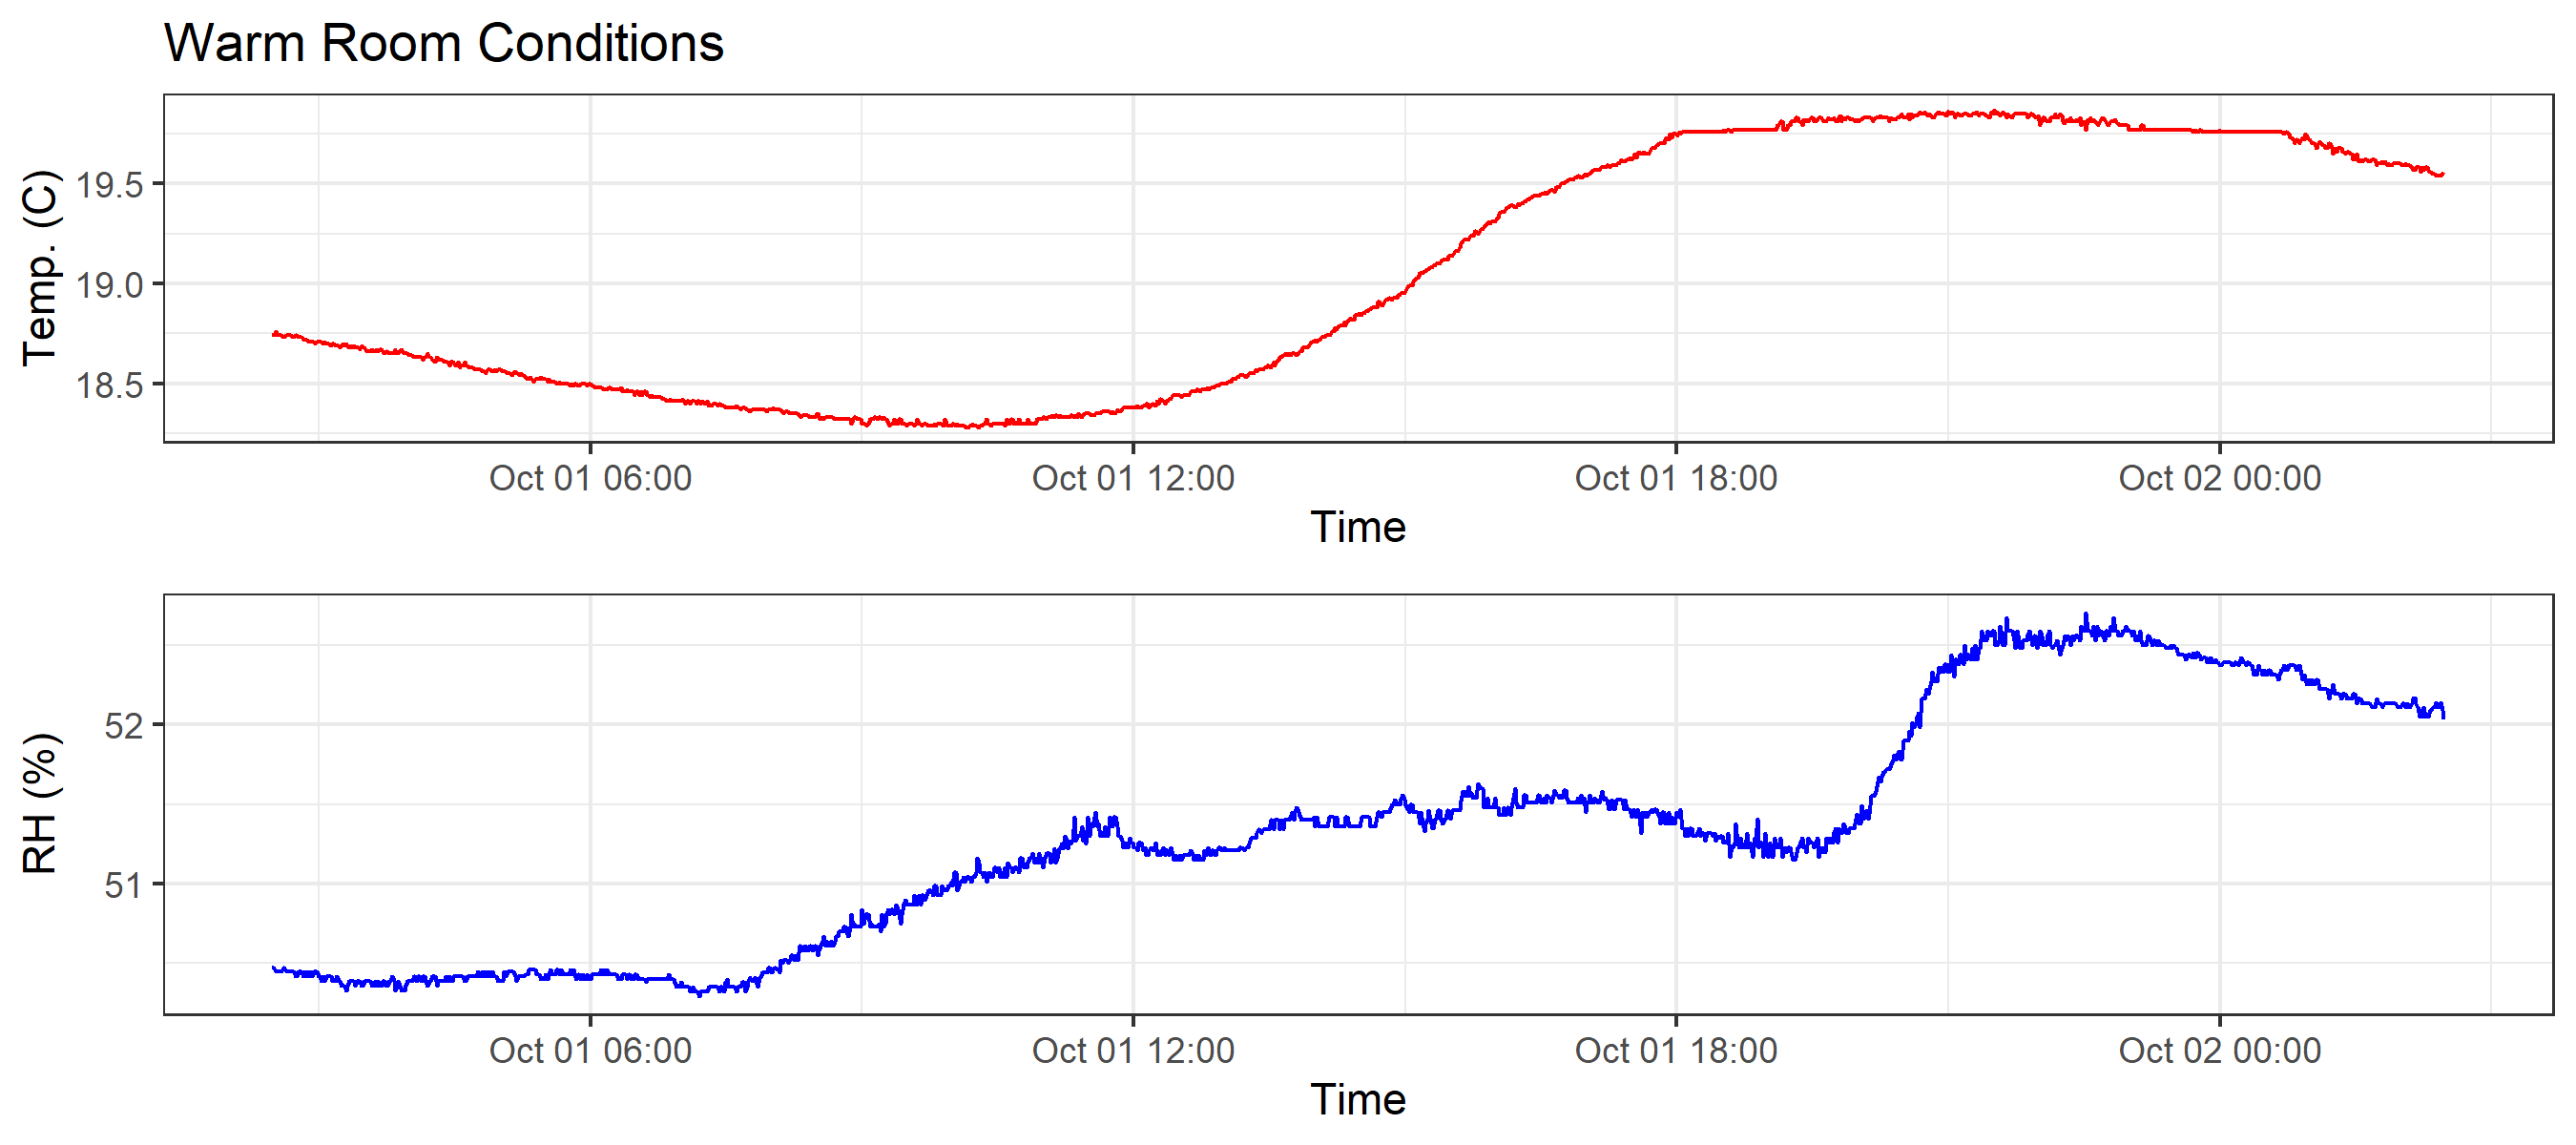 Warm Room Conditions
Temp. (C)
19.5
19.0
18.5
Oct 01 06:00 Oct 01 12:00 Oct 01 18:00 Oct 02 00:00
Time
RH (%)
52
51
Oct 01 06:00 Oct 01 12:00 Oct 01 18:00 Oct 02 00:00
Time